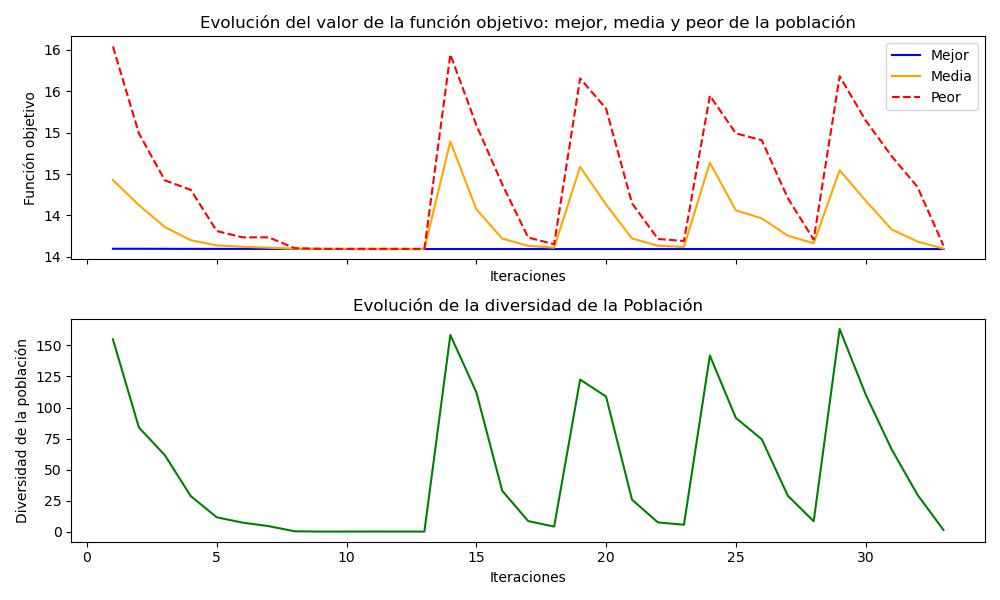 Evolución del valor de la función objetivo: mejor, media y peor de la población
Función objetivo
16
16
15
15
14
14
Mejor
Media
Peor
Iteraciones
Evolución de la diversidad de la Población
Diversidad de la población
150
125
100
75
50
25
0
0 5 10 15 20 25 30
Iteraciones